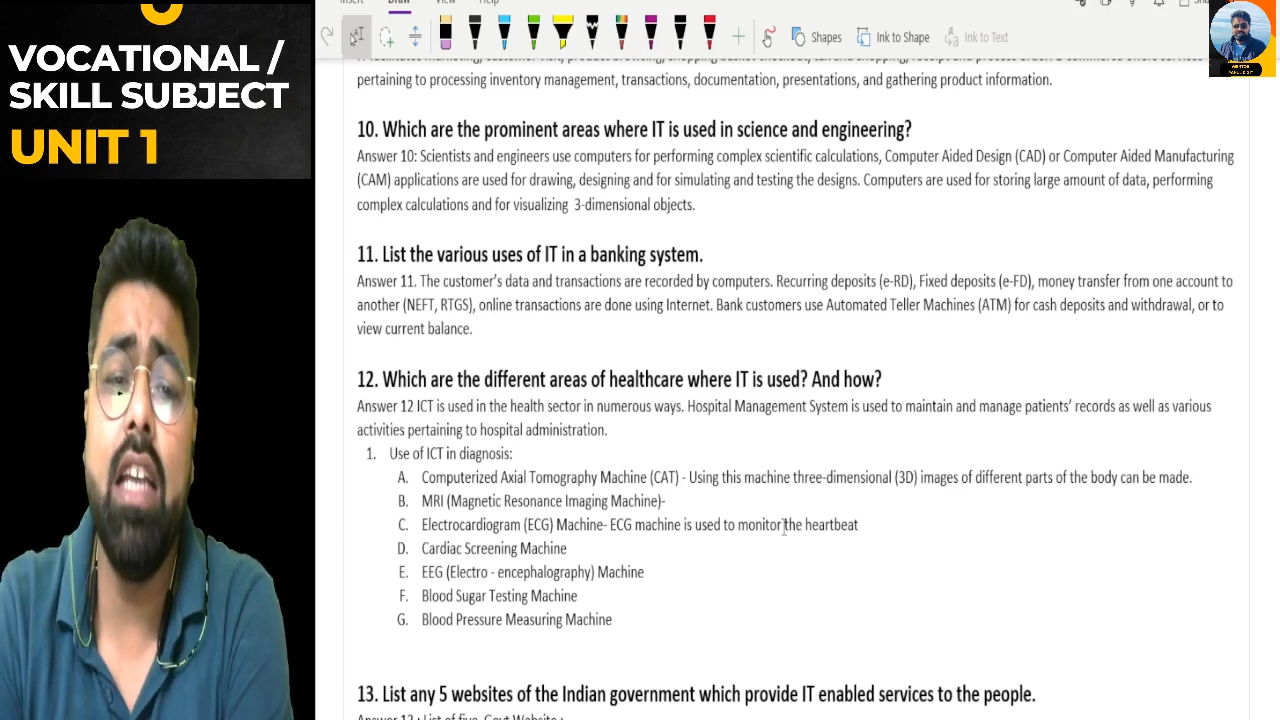 VOCATIONAL /
SKILL SUBJECT
UNIT 1
Draw
View
Help
Shapes
Ink to Shape
Ink to Text
pertaining to processing inventory management, transactions, documentation, presentations, and gathering product information.
10. Which are the prominent areas where IT is used in science and engineering?
Answer 10: Scientists and engineers use computers for performing complex scientific calculations, Computer Aided Design (CAD) or Computer Aided Manufacturing
(CAM) applications are used for drawing, designing and for simulating and testing the designs. Computers are used for storing large amount of data, performing
complex calculations and for visualizing 3-dimensional objects.
11. List the various uses of IT in a banking system.
Answer 11. The customer's data and transactions are recorded by computers. Recurring deposits (e-RD), Fixed deposits (e-FD), money transfer from one account to
another (NEFT, RTGS), online transactions are done using Internet. Bank customers use Automated Teller Machines (ATM) for cash deposits and withdrawal, or to
view current balance.
12. Which are the different areas of healthcare where IT is used? And how?
Answer 12 ICT is used in the health sector in numerous ways. Hospital Management System is used to maintain and manage patients' records as well as various
activities pertaining to hospital administration.
1. Use of ICT in diagnosis:
A. Computerized Axial Tomography Machine (CAT) - Using this machine three-dimensional (3D) images of different parts of the body can be made.
B. MRI (Magnetic Resonance Imaging Machine)-
C. Electrocardiogram (ECG) Machine- ECG machine is used to monitor the heartbeat
D. Cardiac Screening Machine
E. EEG (Electro - encephalography) Machine
F. Blood Sugar Testing Machine
G. Blood Pressure Measuring Machine
13. List any 5 websites of the Indian government which provide IT enabled services to the people.